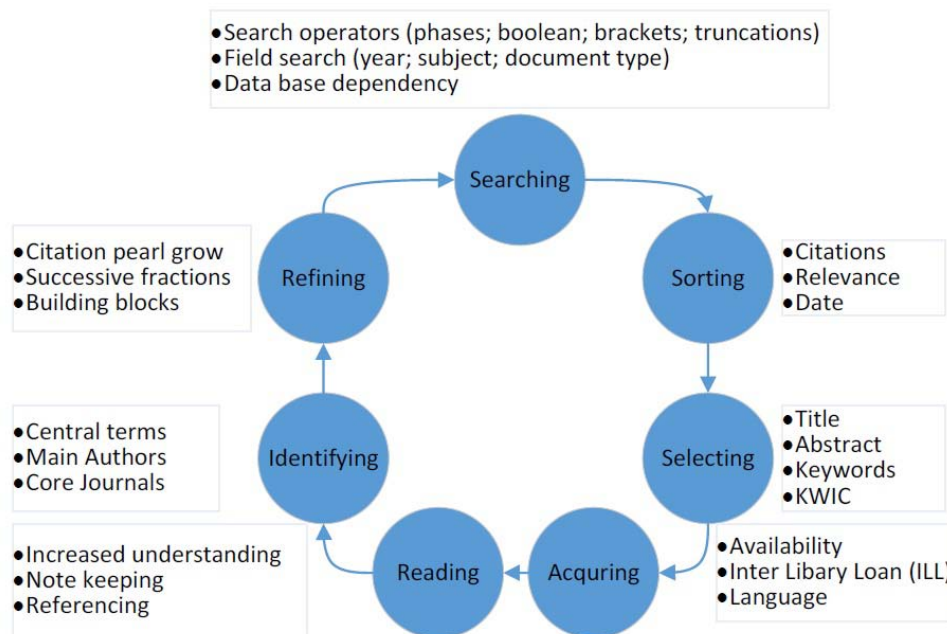 ●Search operators (phases; boolean; brackets; truncations)
●Field search (year; subject; document type)
●Data base dependency
Searching
Sorting
●Citations
●Relevance
●Date
Selecting
●Title
●Abstract
●Keywords
●KWIC
Acquring
●Availability
●Inter Libary Loan (ILL)
●Language
Reading
●Increased understanding
●Note keeping
●Referencing
Identifying
●Central terms
●Main Authors
●Core Journals
Refining
●Citation pearl grow
●Successive fractions
●Building blocks